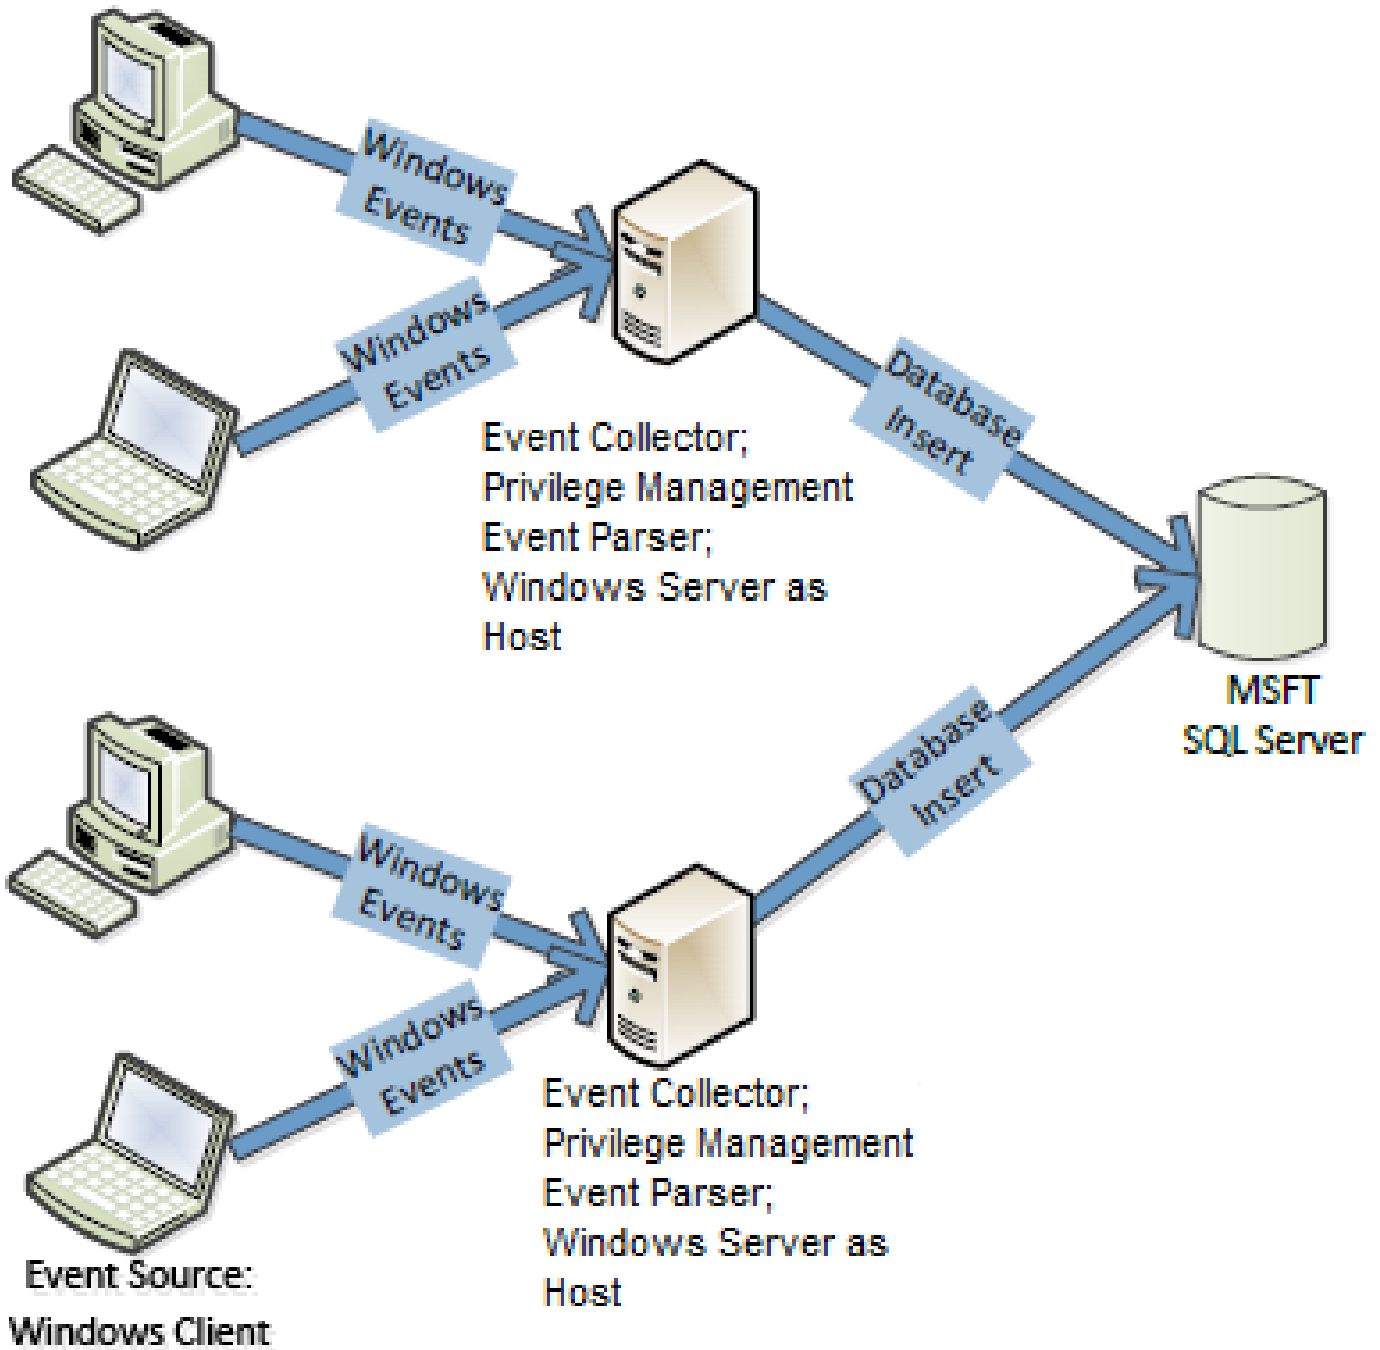 Windows
Events
Windows
Events
Event Collector;
Privilege Management
Event Parser;
Windows Server as
Host
Database
Insert
MSFT
SQL Server
Database
Insert
Windows
Events
Windows
Events
Event Collector;
Privilege Management
Event Parser;
Windows Server as
Host
Event Source:
Windows Client